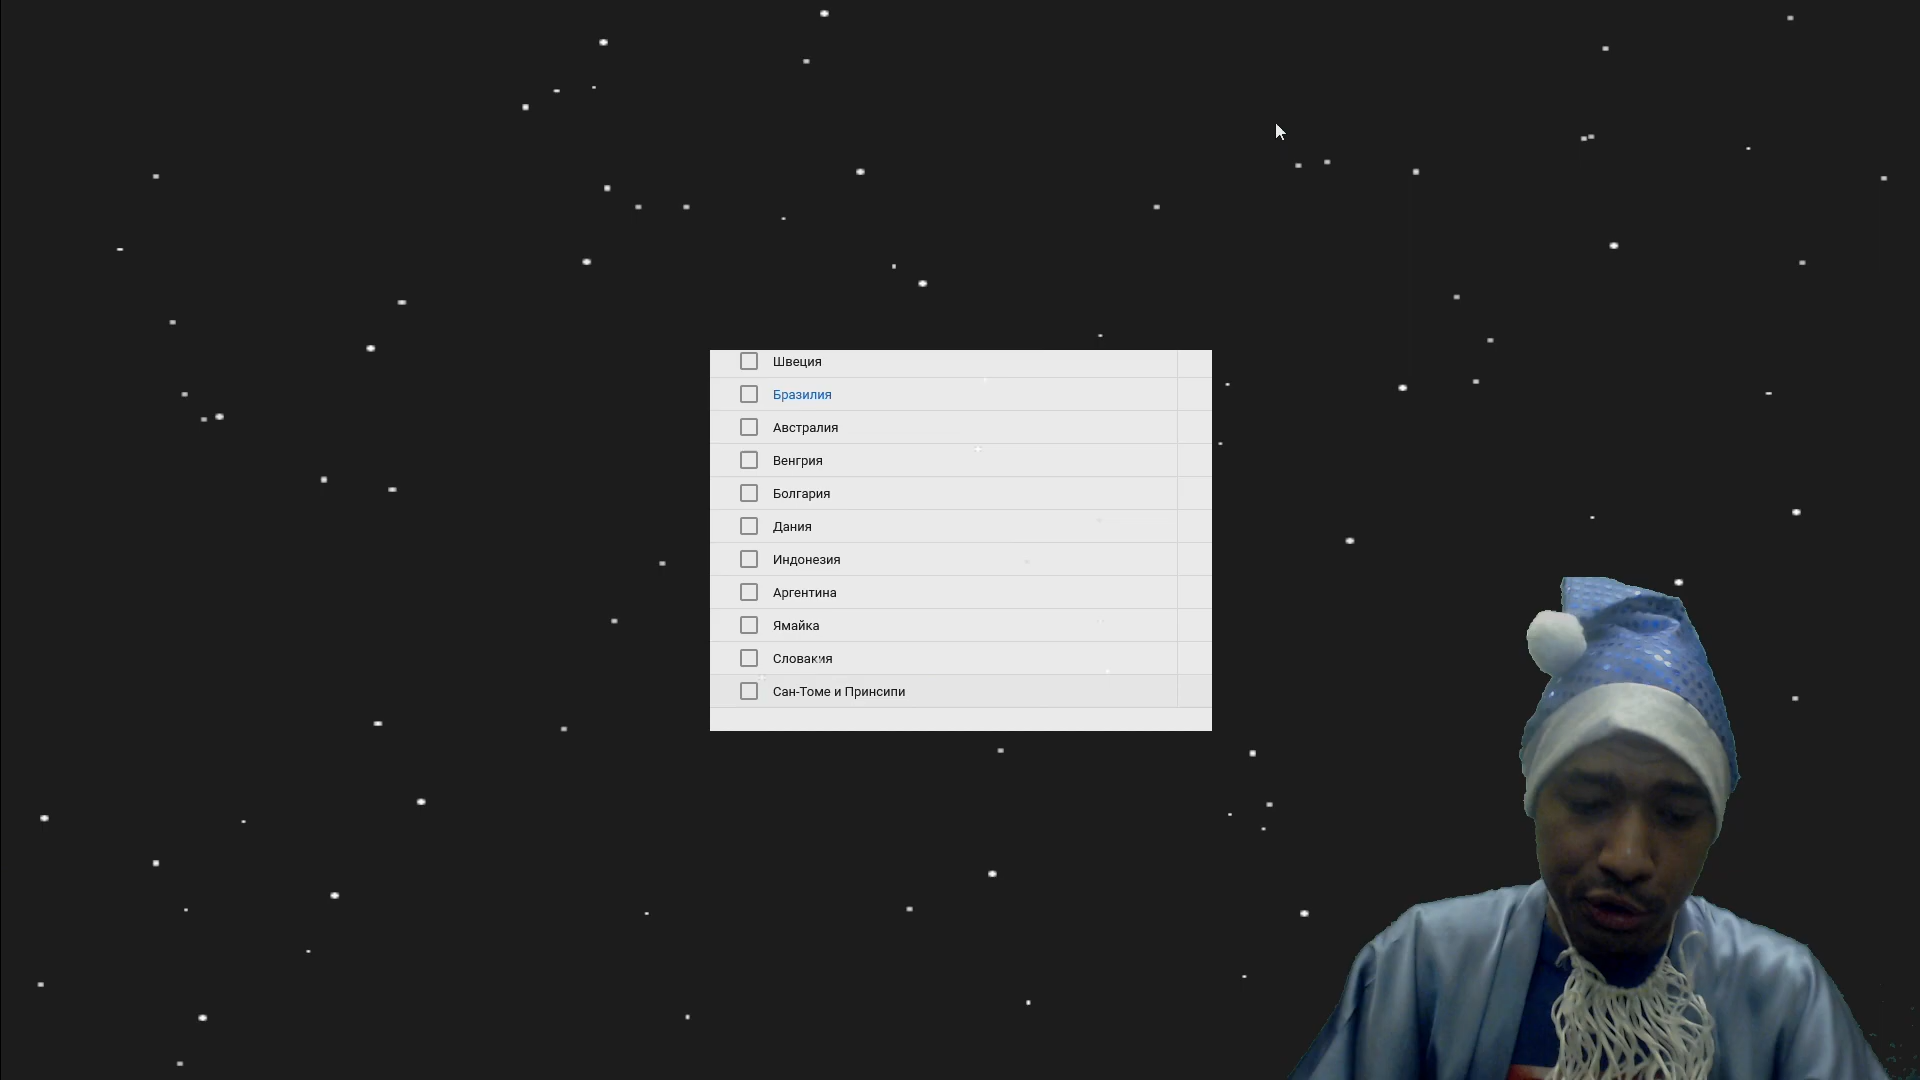 Швеция
Бразилия
Австралия
Венгрия
Болгария
Дания
Индонезия
Аргентина
Ямайка
Словакия
Сан-Томе и Принсипи